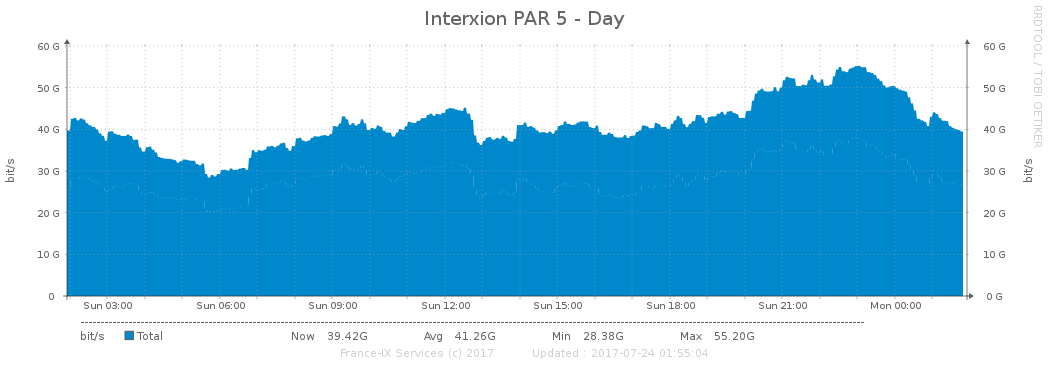 Interxion PAR 5 - Day
RRDTOOL / TOBI OETIKER
60 G 60 G
50 G 50 G
40 G 40 G
30 G 30 G
20 G 20 G
10 G 10 G
0 0 G
bit/s bit/s
Sun 03:00 Sun 06:00 Sun 09:00 Sun 12:00 Sun 15:00 Sun 18:00 Sun 21:00 Mon 00:00
bit/s Total Now 39.42G Avg 41.26G Min 28.38G Max 55.20G
France-IX Services (c) 2017 Updated : 2017-07-24 01:55:04